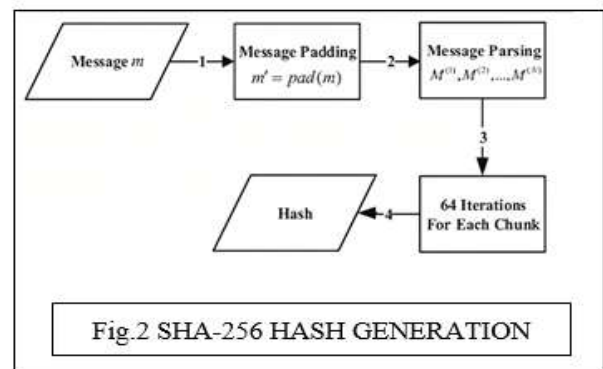 Message m
1
Message Padding
m' = pad(m)
2
Message Parsing
M⁽¹⁾,M⁽²⁾,...,M⁽ᴺ⁾
3
64 Iterations
For Each Chunk
4
Hash
Fig.2 SHA-256 HASH GENERATION